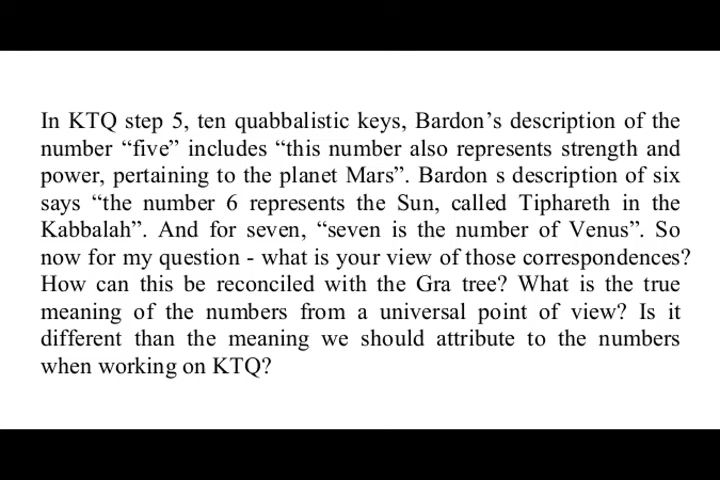 In KTQ step 5, ten quabbalistic keys, Bardon’s description of the
number “five” includes “this number also represents strength and
power, pertaining to the planet Mars”. Bardon s description of six
says “the number 6 represents the Sun, called Tiphareth in the
Kabbalah”. And for seven, “seven is the number of Venus”. So
now for my question - what is your view of those correspondences?
How can this be reconciled with the Gra tree? What is the true
meaning of the numbers from a universal point of view? Is it
different than the meaning we should attribute to the numbers
when working on KTQ?